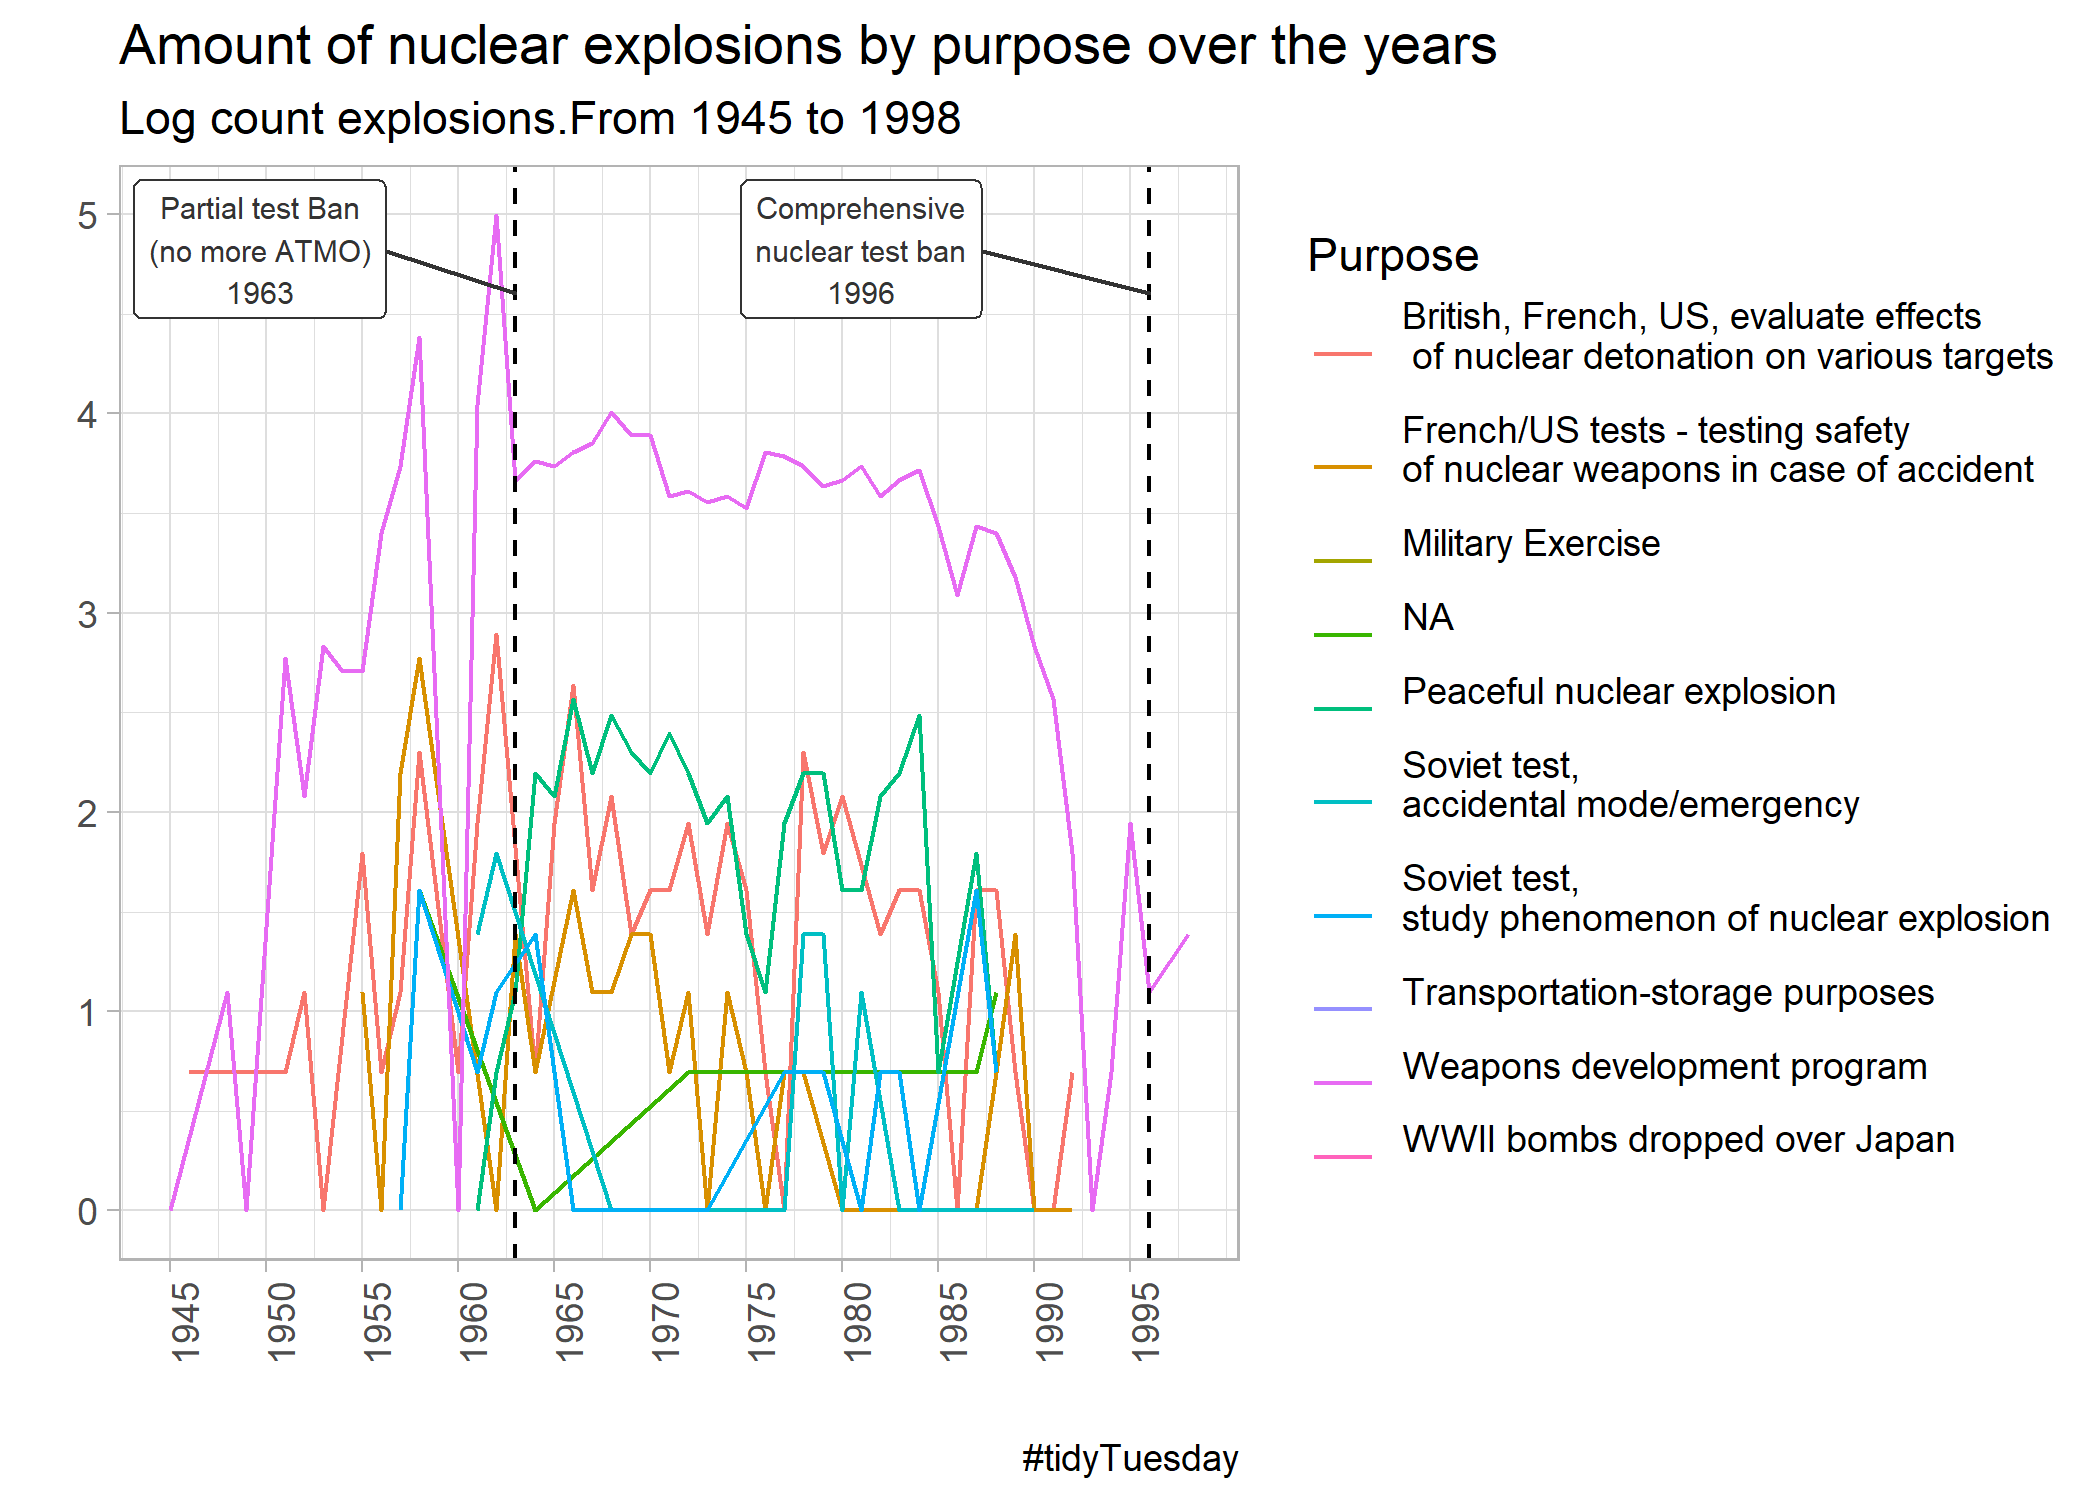 Amount of nuclear explosions by purpose over the years
Log count explosions.From 1945 to 1998
Partial test Ban
(no more ATMO)
1963
Comprehensive
nuclear test ban
1996
5
4
3
2
1
0
1945
1950
1955
1960
1965
1970
1975
1980
1985
1990
1995
Purpose
British, French, US, evaluate effects
of nuclear detonation on various targets
French/US tests - testing safety
of nuclear weapons in case of accident
Military Exercise
NA
Peaceful nuclear explosion
Soviet test,
accidental mode/emergency
Soviet test,
study phenomenon of nuclear explosion
Transportation-storage purposes
Weapons development program
WWII bombs dropped over Japan
#tidyTuesday